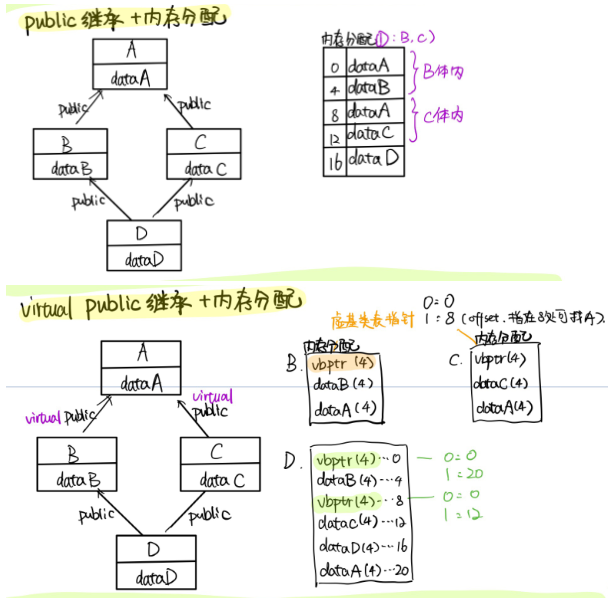 public 继承 + 内存分配
A
dataA
public
public
B
dataB
C
dataC
public
public
D
dataD
内存分配(D : B, C)
0 dataA
4 dataB
8 dataA
12 dataC
16 dataD
B体内
C体内
virtual public 继承 + 内存分配
A
dataA
virtual public
virtual
public
B
dataB
C
dataC
public
public
D
dataD
虚基类表指针
0=0
1=8 (offset. 指在8处可找A)
B.
内存分配
vbptr (4)
dataB (4)
dataA (4)
C.
内存分配
vbptr(4)
dataC(4)
dataA(4)
D.
vbptr(4)…0
dataB(4)…4
vbptr(4)…8
dataC(4)…12
dataD(4)…16
dataA(4)…20
0=0
1=20
0=0
1=12